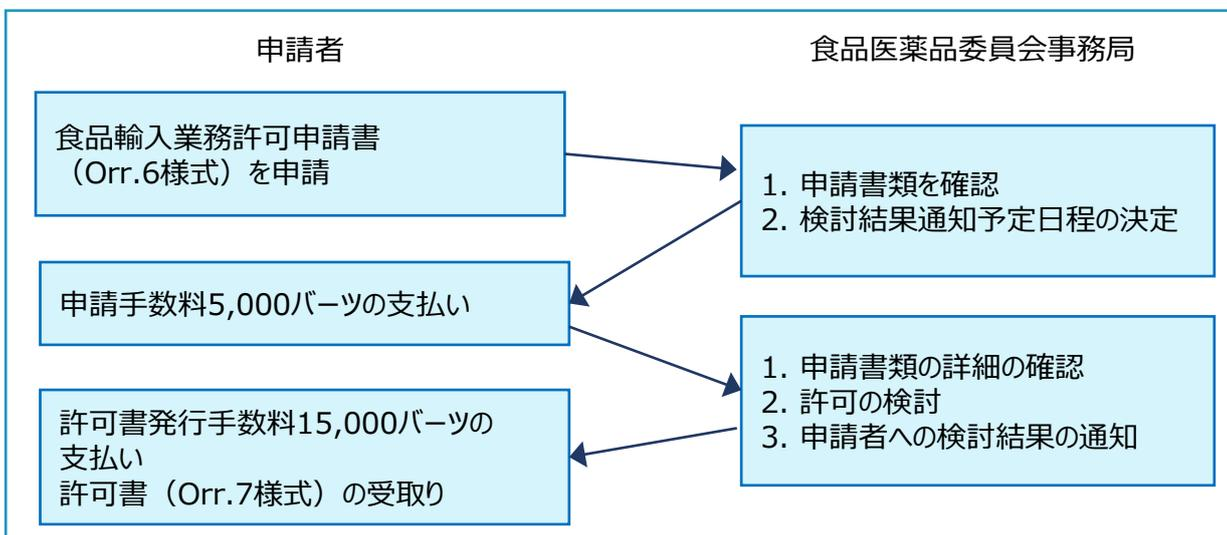 申請者
食品医薬品委員会事務局
食品輸入業務許可申請書
（Orr.6様式）を申請
1. 申請書類を確認
2. 検討結果通知予定日程の決定
申請手数料5,000バーツの支払い
1. 申請書類の詳細の確認
2. 許可の検討
3. 申請者への検討結果の通知
許可書発行手数料15,000バーツの
支払い
許可書（Orr.7様式）の受取り